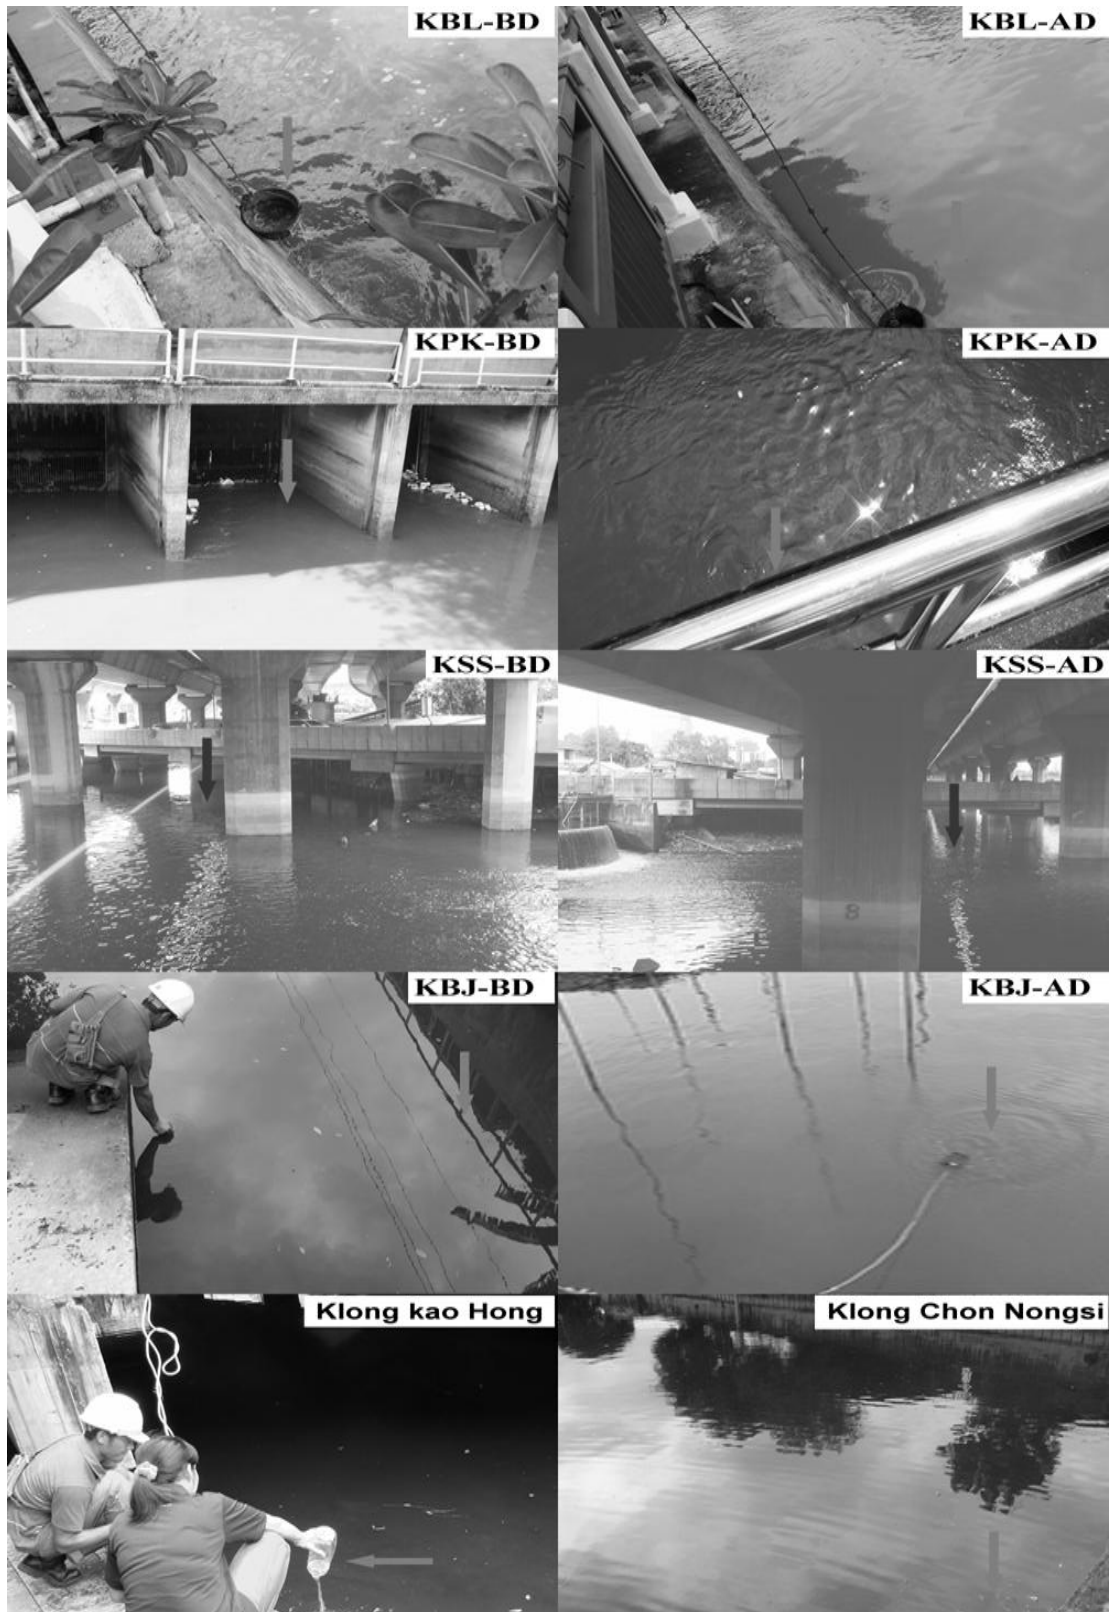 KBL-BD
KBL-AD
KPK-BD
KPK-AD
KSS-BD
KSS-AD
8
KBJ-BD
KBJ-AD
Klong kao Hong
Klong Chon Nongsi